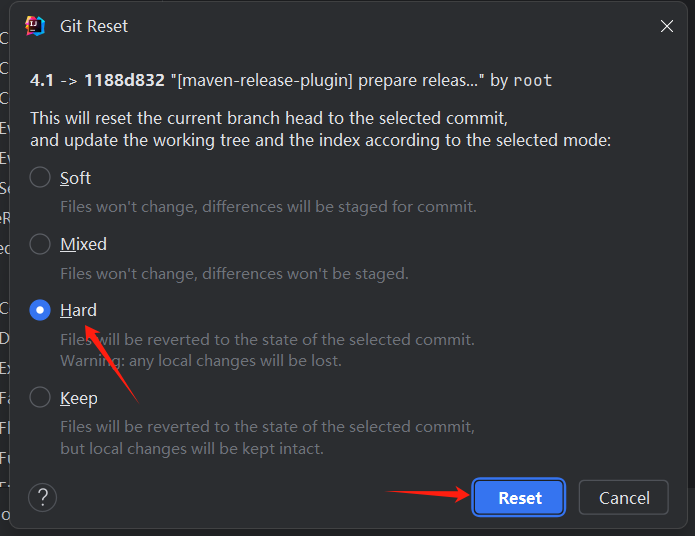 Git Reset
4.1 -> 1188d832 "[maven-release-plugin] prepare releas..." by root
This will reset the current branch head to the selected commit,
and update the working tree and the index according to the selected mode:
Soft
Files won't change, differences will be staged for commit.
Mixed
Files won't change, differences won't be staged.
Hard
Files will be reverted to the state of the selected commit.
Warning: any local changes will be lost.
Keep
Files will be reverted to the state of the selected commit,
but local changes will be kept intact.
?
Reset
Cancel